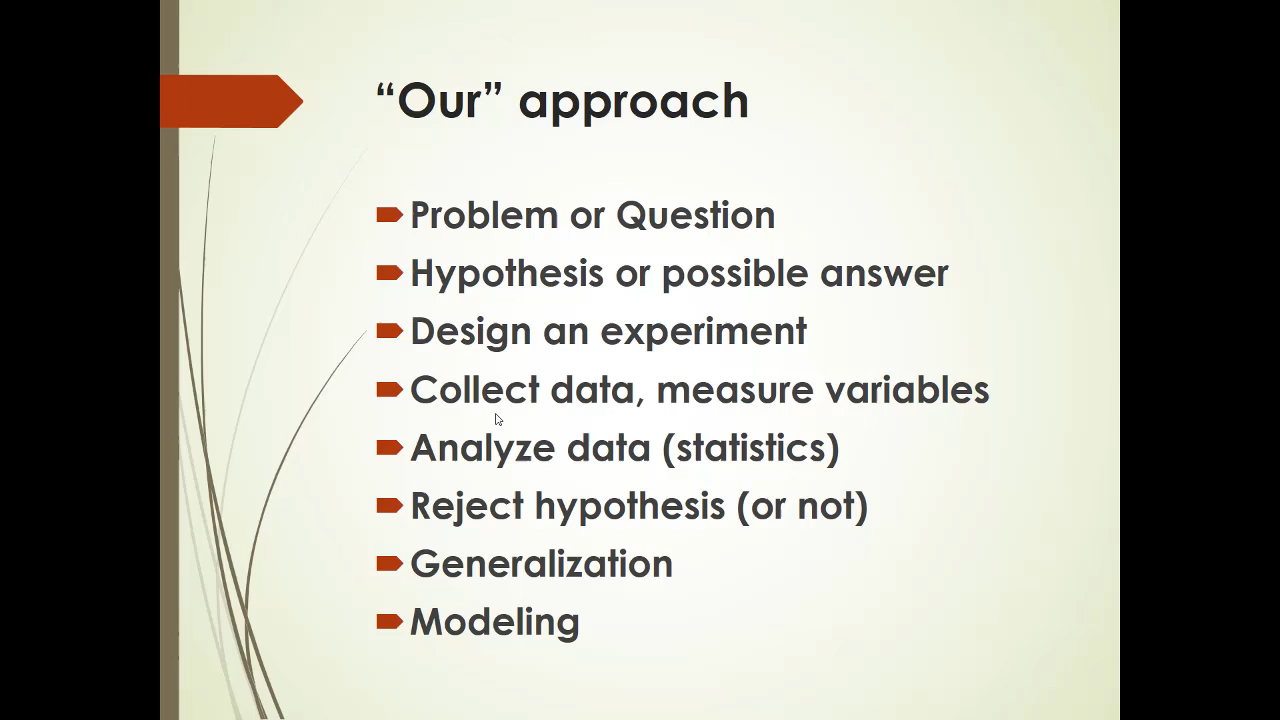 “Our” approach
Problem or Question
Hypothesis or possible answer
Design an experiment
Collect data, measure variables
Analyze data (statistics)
Reject hypothesis (or not)
Generalization
Modeling